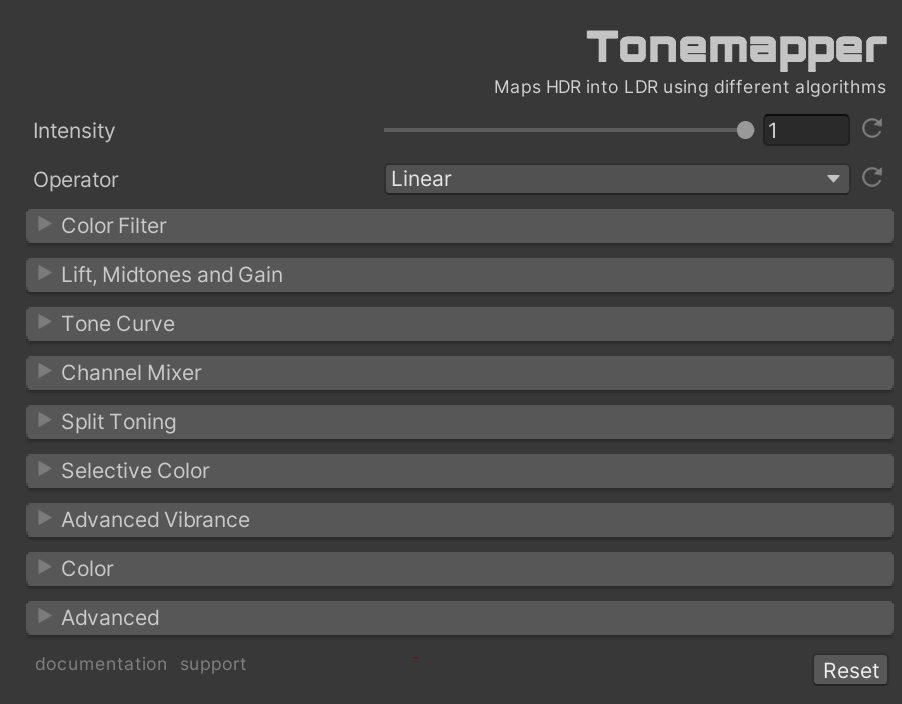 Tonemapper
Maps HDR into LDR using different algorithms
Intensity 1
Operator Linear
Color Filter
Lift, Midtones and Gain
Tone Curve
Channel Mixer
Split Toning
Selective Color
Advanced Vibrance
Color
Advanced
documentation support Reset